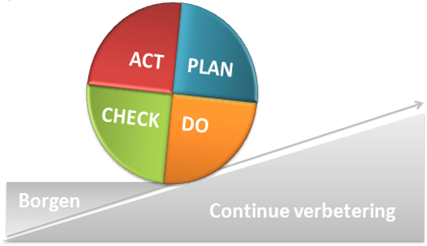 ACT PLAN
CHECK DO
Borgen
Continue verbetering